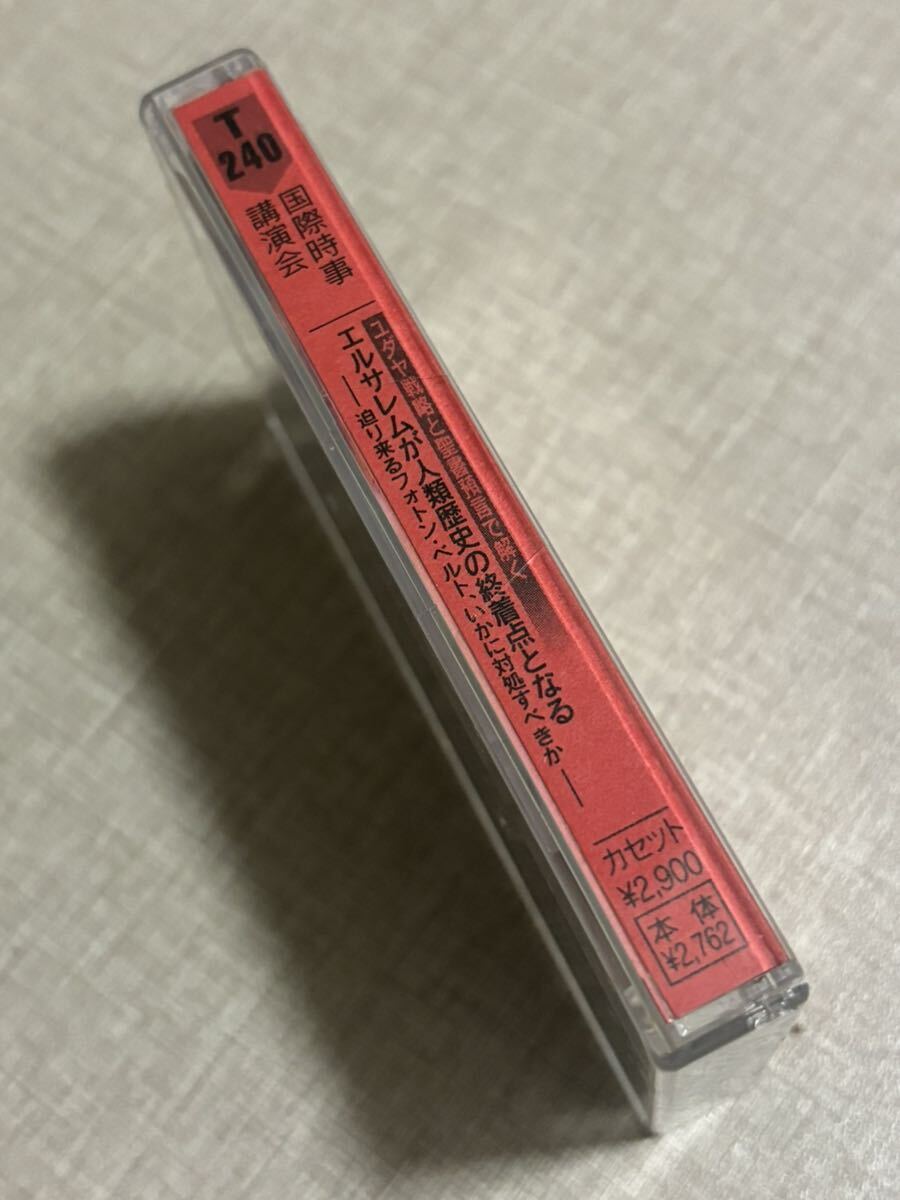 T
240
国際時事
講演会
ユダヤ戦略と聖書預言で解く
エルサレムが人類歴史の終着点となる
―迫り来るフォトン・ベルト、いかに対処すべきか―
カセット
¥2,900
本体
¥2,762